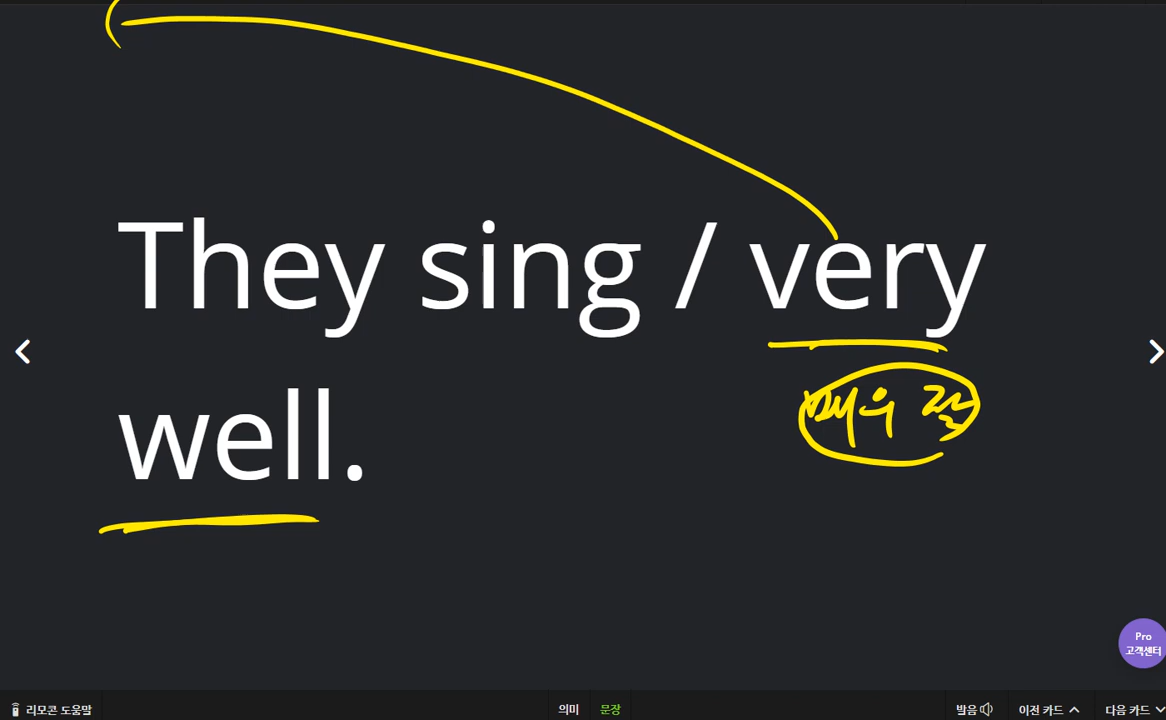 They sing / very
매우 잘
well.
Pro
고객센터
리모콘 도움말 의미 문장 발음 이전 카드 다음 카드